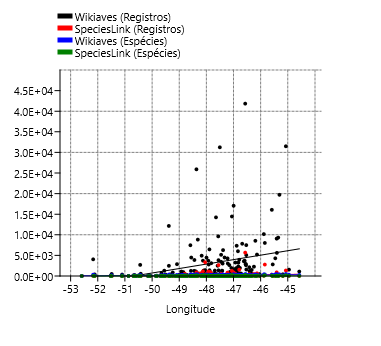 Wikiaves (Registros)
SpeciesLink (Registros)
Wikiaves (Espécies)
SpeciesLink (Espécies)
4.5E+04
4.0E+04
3.5E+04
3.0E+04
2.5E+04
2.0E+04
1.5E+04
1.0E+04
5.0E+03
0.0E+00
-53 -52 -51 -50 -49 -48 -47 -46 -45
Longitude